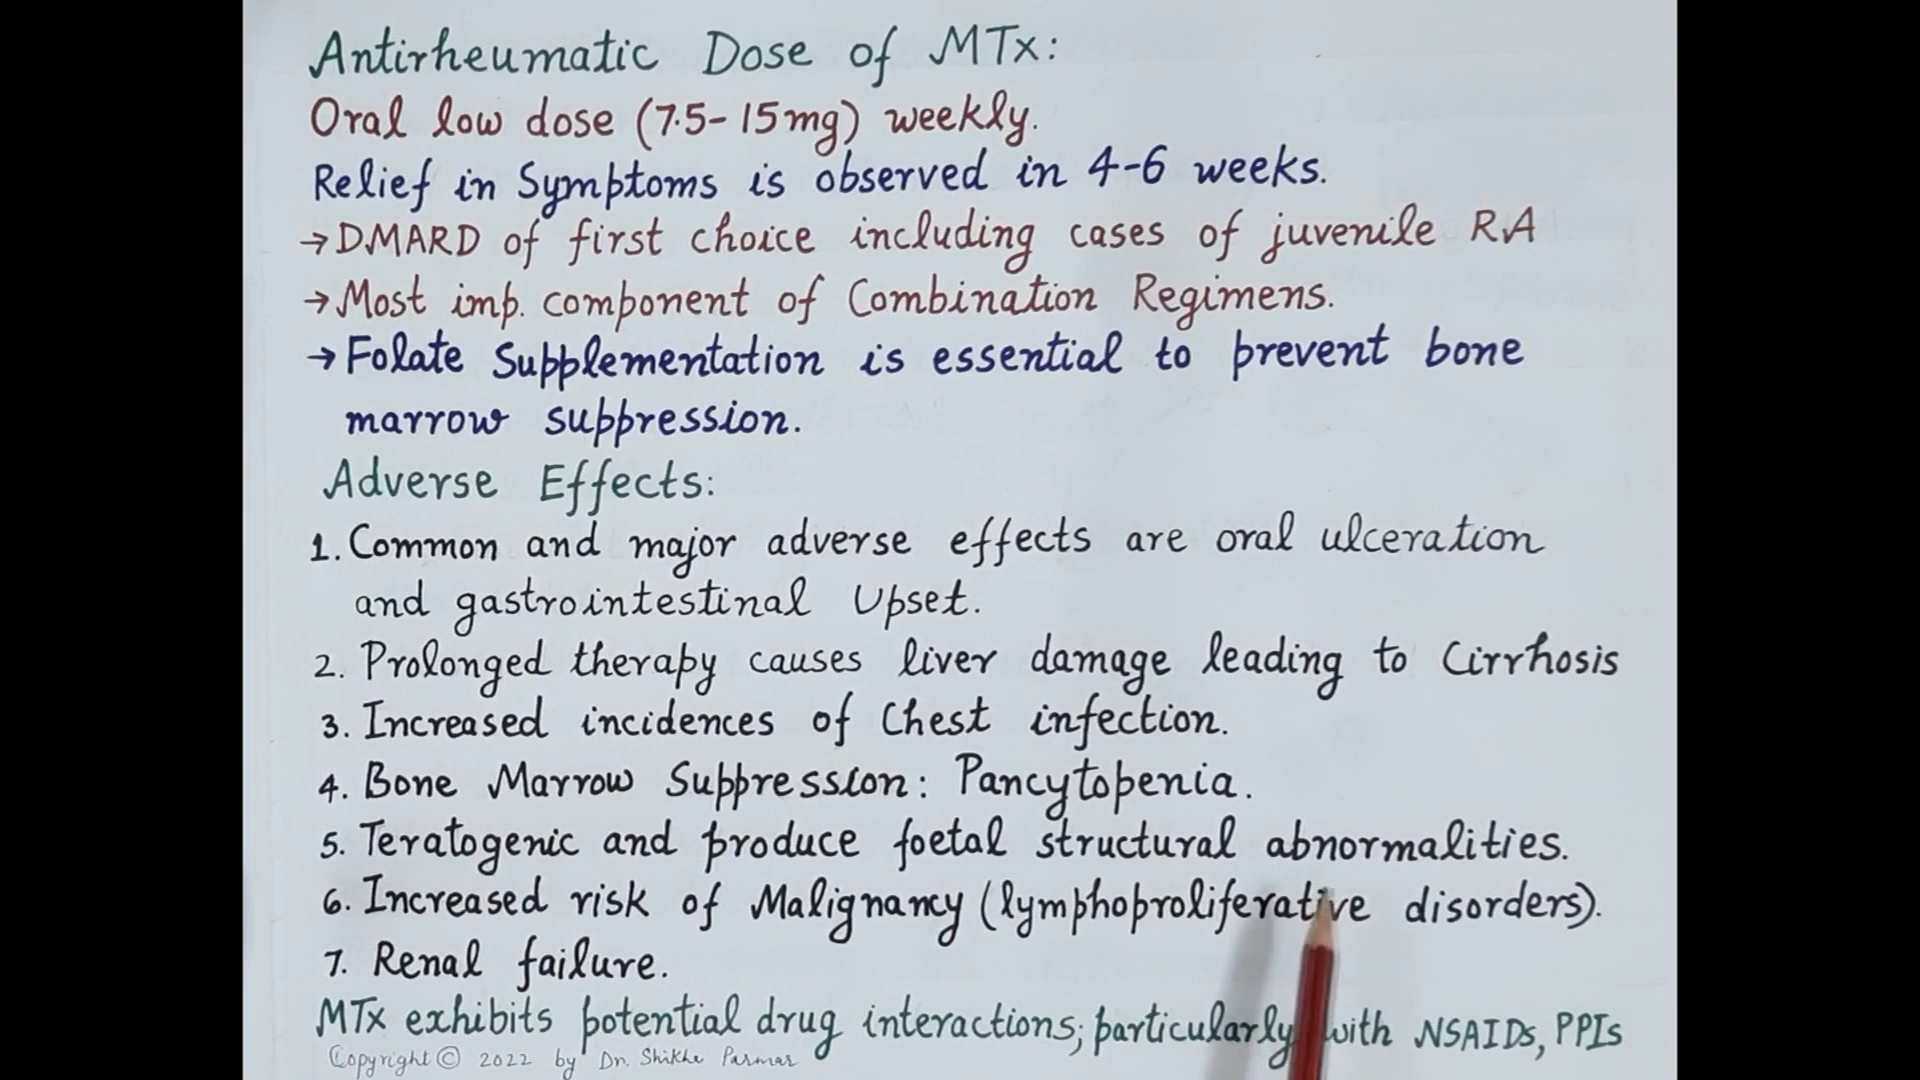 Antirheumatic Dose of MTx:
Oral low dose (7.5-15mg) weekly.
Relief in Symptoms is observed in 4-6 weeks.
→DMARD of first choice including cases of juvenile RA
→Most imp. component of Combination Regimens.
→Folate Supplementation is essential to prevent bone
marrow suppression.
Adverse Effects:
1. Common and major adverse effects are oral ulceration
and gastrointestinal Upset.
2. Prolonged therapy causes liver damage leading to Cirrhosis
3. Increased incidences of Chest infection.
4. Bone Marrow Suppression: Pancytopenia.
5. Teratogenic and produce foetal structural abnormalities.
6. Increased risk of Malignancy (lymphoproliferative disorders).
7. Renal failure.
MTx exhibits potential drug interactions; particularly with NSAIDs, PPIs
Copyright © 2022 by Dr. Shikha Parmar